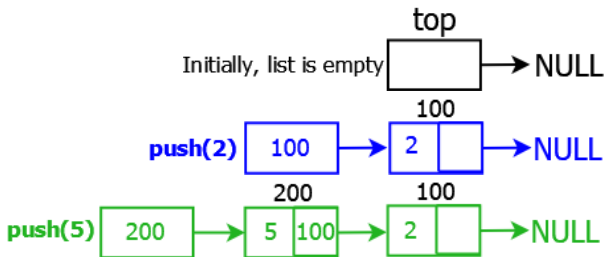 top
Initially, list is empty NULL
100
push(2) 100 2 NULL
200 100
push(5) 200 5 100 2 NULL